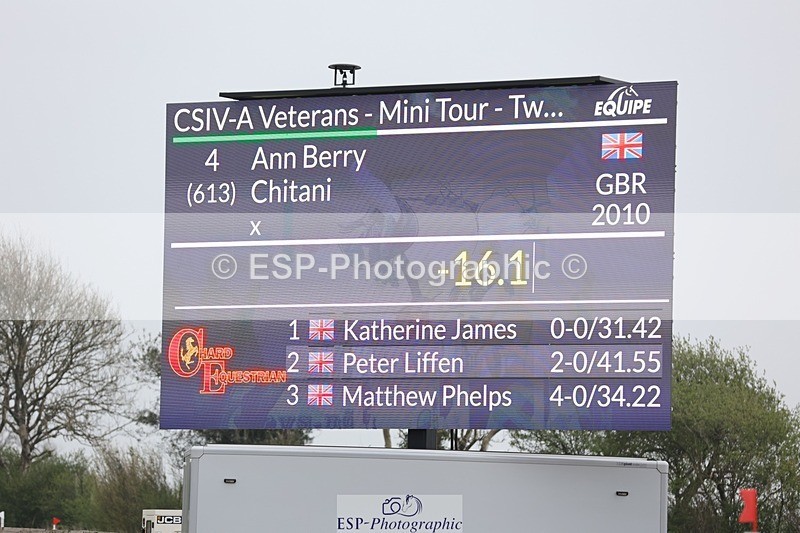 CSIV-A Veterans - Mini Tour - Tw...
EQUIPE
4 Ann Berry
(613) Chitani GBR
x 2010
-16.1
© ESP-Photographic ©
1 Katherine James 0-0/31.42
2 Peter Liffen 2-0/41.55
3 Matthew Phelps 4-0/34.22
CHARD
EQUESTRIAN
JCB
ESP-Photographic